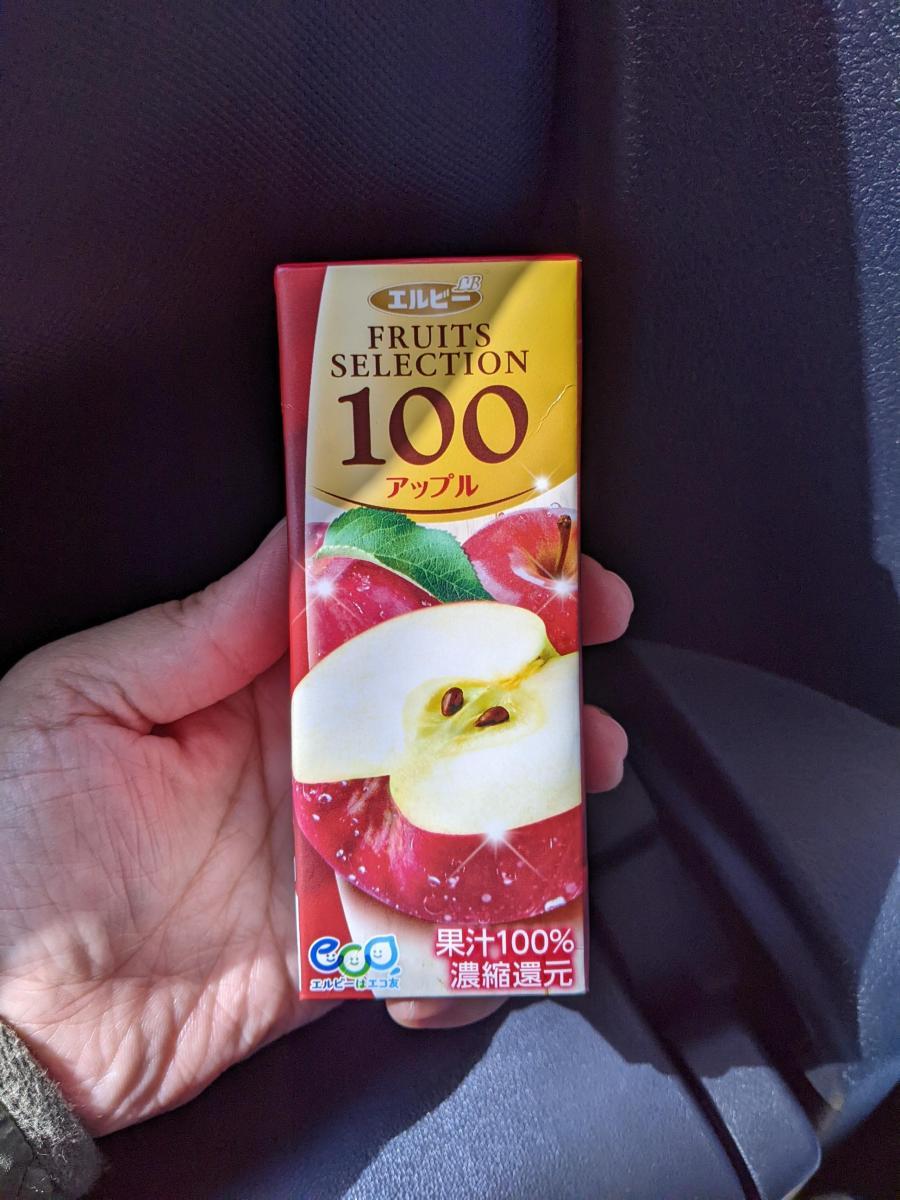 エルビー LB
FRUITS
SELECTION
100
アップル
eco
エルビーはエコ友
果汁100%
濃縮還元